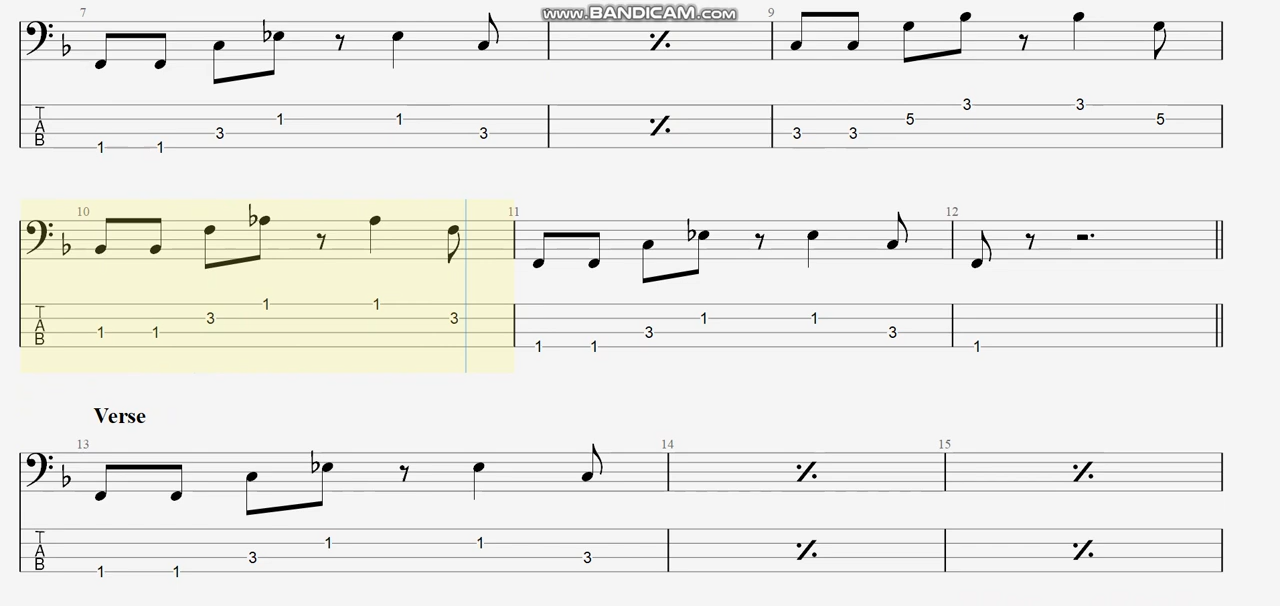 www.BANDICAM.com
7 9
T 1 1 3 1 1 3 3 3 5 3 3 5
A
B
10 11 12
T 1 1 3 1 1 3 1 1 3 1 1 3 1
A
B
Verse
13 14 15
T 1 1 3 1 1 3
A
B